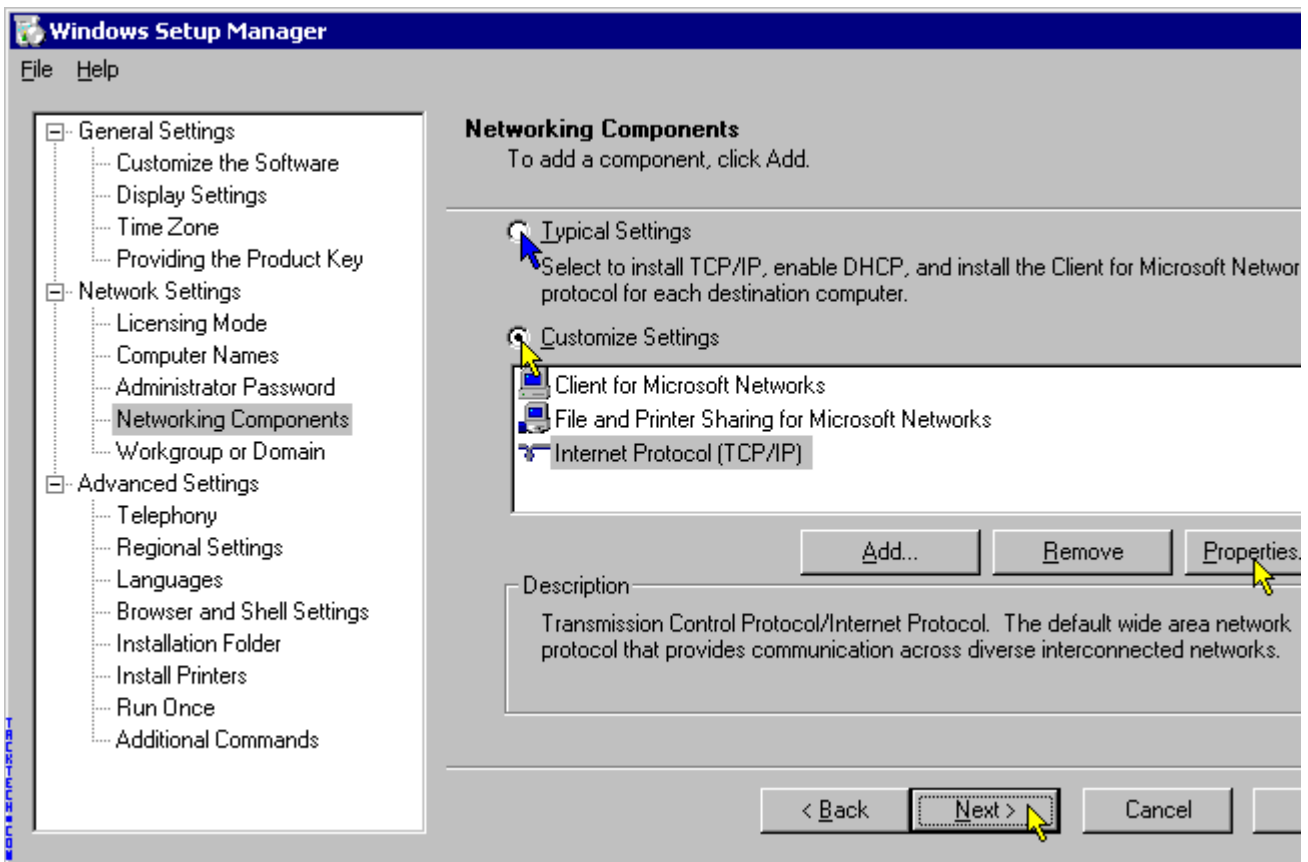 Windows Setup Manager
File Help
General Settings
Customize the Software
Display Settings
Time Zone
Providing the Product Key
Network Settings
Licensing Mode
Computer Names
Administrator Password
Networking Components
Workgroup or Domain
Advanced Settings
Telephony
Regional Settings
Languages
Browser and Shell Settings
Installation Folder
Install Printers
Run Once
Additional Commands
Networking Components
To add a component, click Add.
Typical Settings
Select to install TCP/IP, enable DHCP, and install the Client for Microsoft Networ
protocol for each destination computer.
Customize Settings
Client for Microsoft Networks
File and Printer Sharing for Microsoft Networks
Internet Protocol (TCP/IP)
Add... Remove Properties.
Description
Transmission Control Protocol/Internet Protocol. The default wide area network
protocol that provides communication across diverse interconnected networks.
< Back Next > Cancel
TACKTECH.COM